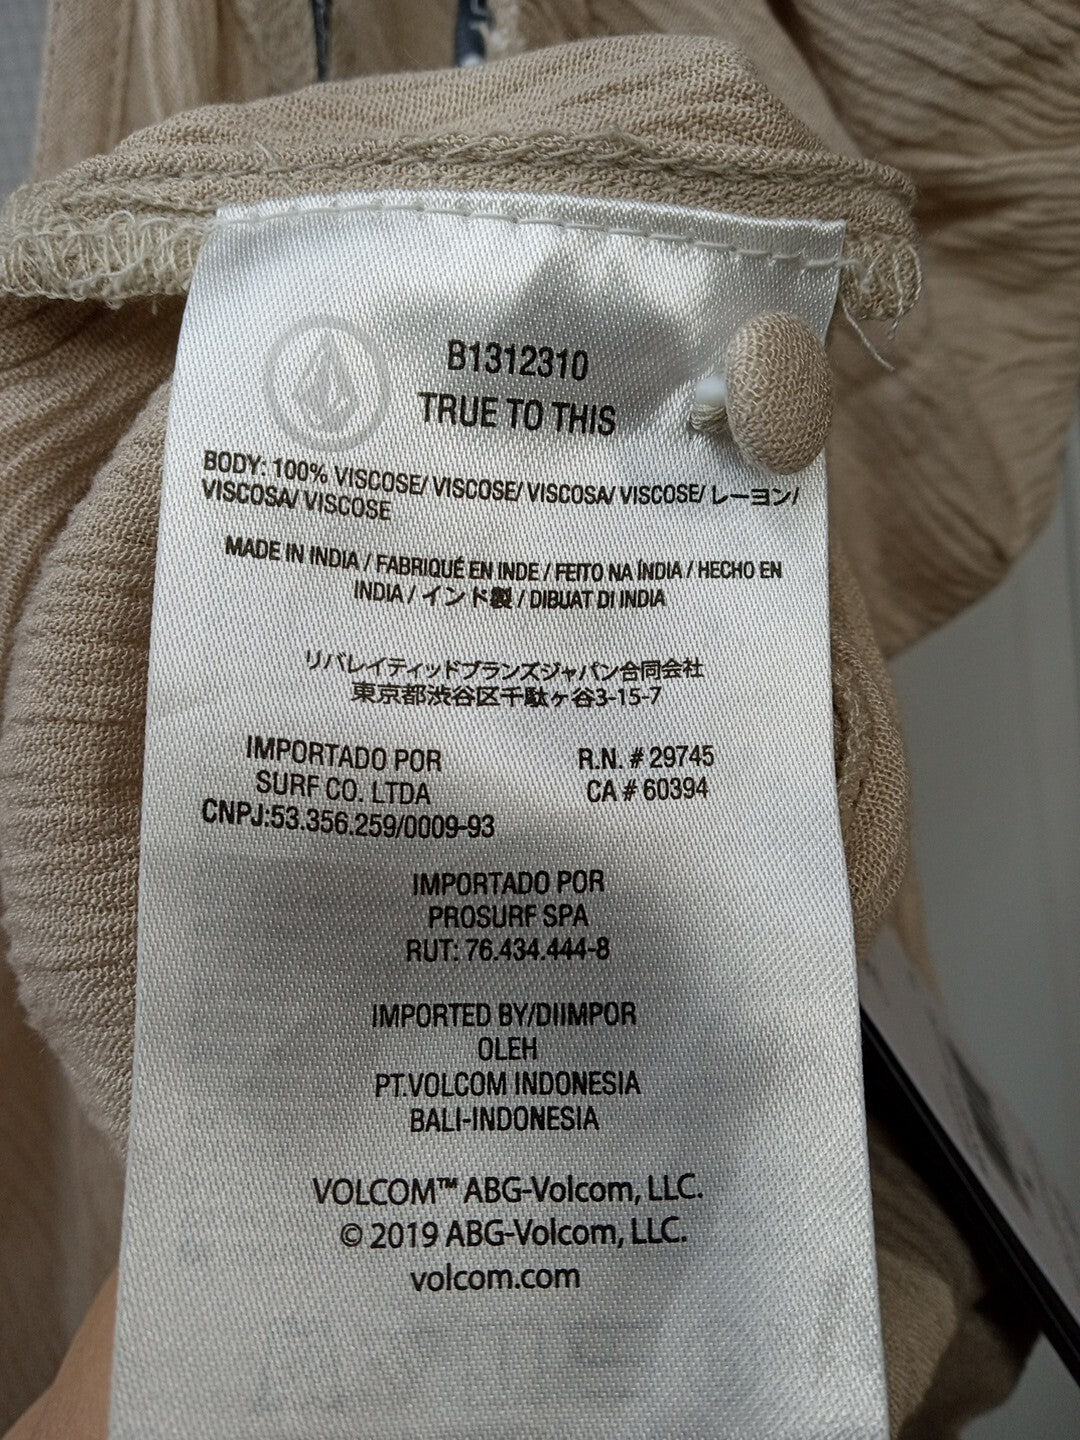 B1312310
TRUE TO THIS
BODY: 100% VISCOSE/ VISCOSE/ VISCOSA/ VISCOSE/ レーヨン/
VISCOSA/ VISCOSE
MADE IN INDIA / FABRIQUÉ EN INDE / FEITO NA ÍNDIA / HECHO EN
INDIA / インド製 / DIBUAT DI INDIA
リバレイティッドブランズジャパン合同会社
東京都渋谷区千駄ヶ谷3-15-7
IMPORTADO POR
SURF CO. LTDA
CNPJ:53.356.259/0009-93
R.N. # 29745
CA # 60394
IMPORTADO POR
PROSURF SPA
RUT: 76.434.444-8
IMPORTED BY/DIIMPOR
OLEH
PT.VOLCOM INDONESIA
BALI-INDONESIA
VOLCOM™ ABG-Volcom, LLC.
© 2019 ABG-Volcom, LLC.
volcom.com